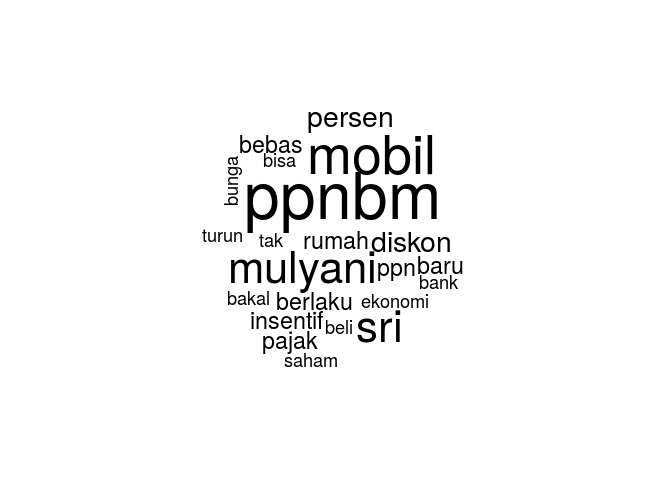 persen
bebas
mobil
bisa
bunga
ppnbm
turun
tak
rumah
diskon
mulyani
ppn
baru
bank
bakal
berlaku
ekonomi
insentif
beli
sri
pajak
saham